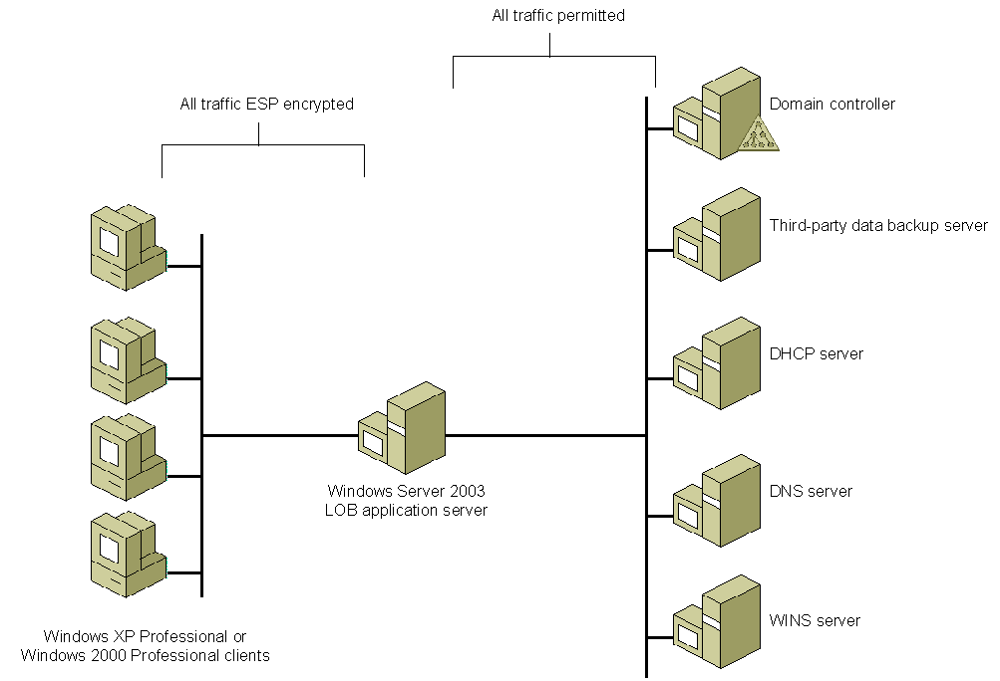 All traffic permitted
All traffic ESP encrypted
Domain controller
Third-party data backup server
DHCP server
Windows Server 2003
LOB application server
DNS server
WINS server
Windows XP Professional or
Windows 2000 Professional clients